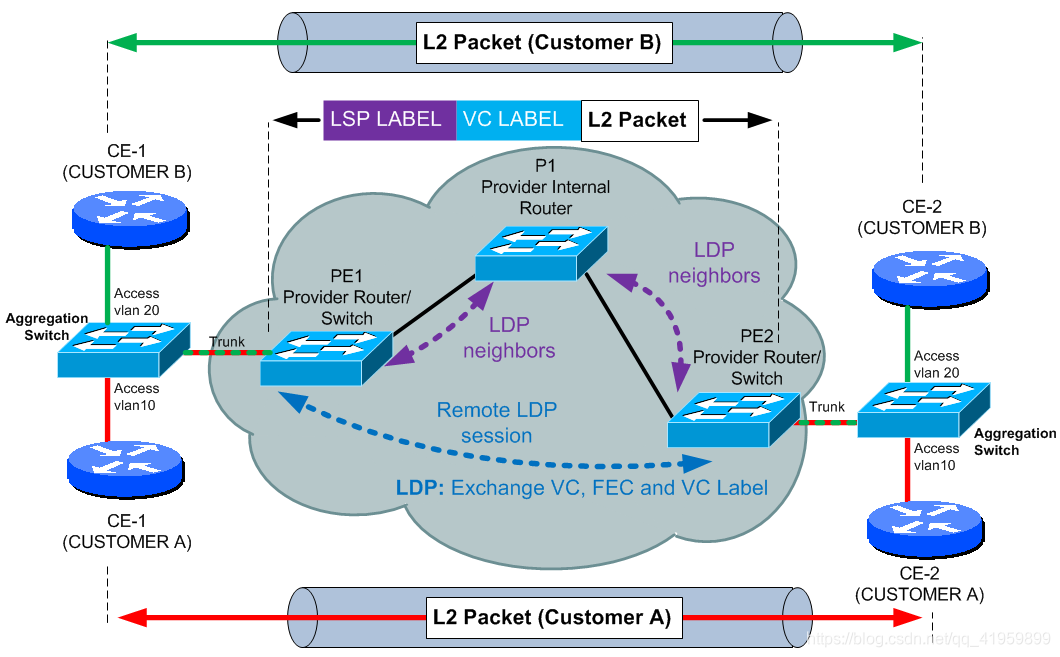 L2 Packet (Customer B)
LSP LABEL VC LABEL L2 Packet
CE-1
(CUSTOMER B)
P1
Provider Internal
Router
CE-2
(CUSTOMER B)
LDP
neighbors
PE1
Provider Router/
Switch
Access
vlan 20
Aggregation
Switch
Trunk
LDP
neighbors
PE2
Provider Router/
Switch
Access
vlan 20
Access
vlan10
Remote LDP
session
Trunk
Aggregation
Switch
Access
vlan10
LDP: Exchange VC, FEC and VC Label
CE-1
(CUSTOMER A)
CE-2
(CUSTOMER A)
L2 Packet (Customer A)
https://blog.csdn.net/qq_41959899